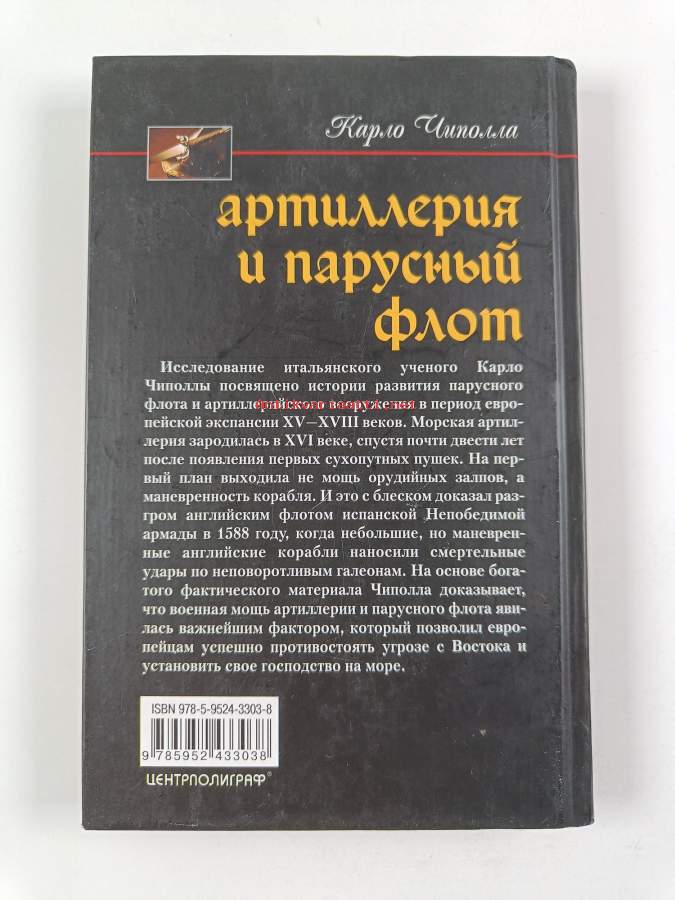 Карло Чиполла
артиллерия
и парусный
флот
Исследование итальянского ученого Карло
Чиполлы посвящено истории развития парусного
флота и артиллерийского вооружения в период евро-
пейской экспансии XV—XVIII веков. Морская артил-
лерия зародилась в XVI веке, спустя почти двести лет
после появления первых сухопутных пушек. На пер-
вый план выходила не мощь орудийных залпов, а
маневренность корабля. И это с блеском доказал раз-
гром английским флотом испанской Непобедимой
армады в 1588 году, когда небольшие, но маневрен-
ные английские корабли наносили смертельные
удары по неповоротливым галеонам. На основе бога-
того фактического материала Чиполла доказывает,
что военная мощь артиллерии и парусного флота яви-
лась важнейшим фактором, который позволил евро-
пейцам успешно противостоять угрозе с Востока и
установить свое господство на море.
ISBN 978-5-9524-3303-8
9 785952 433038
ЦЕНТРПОЛИГРАФ®